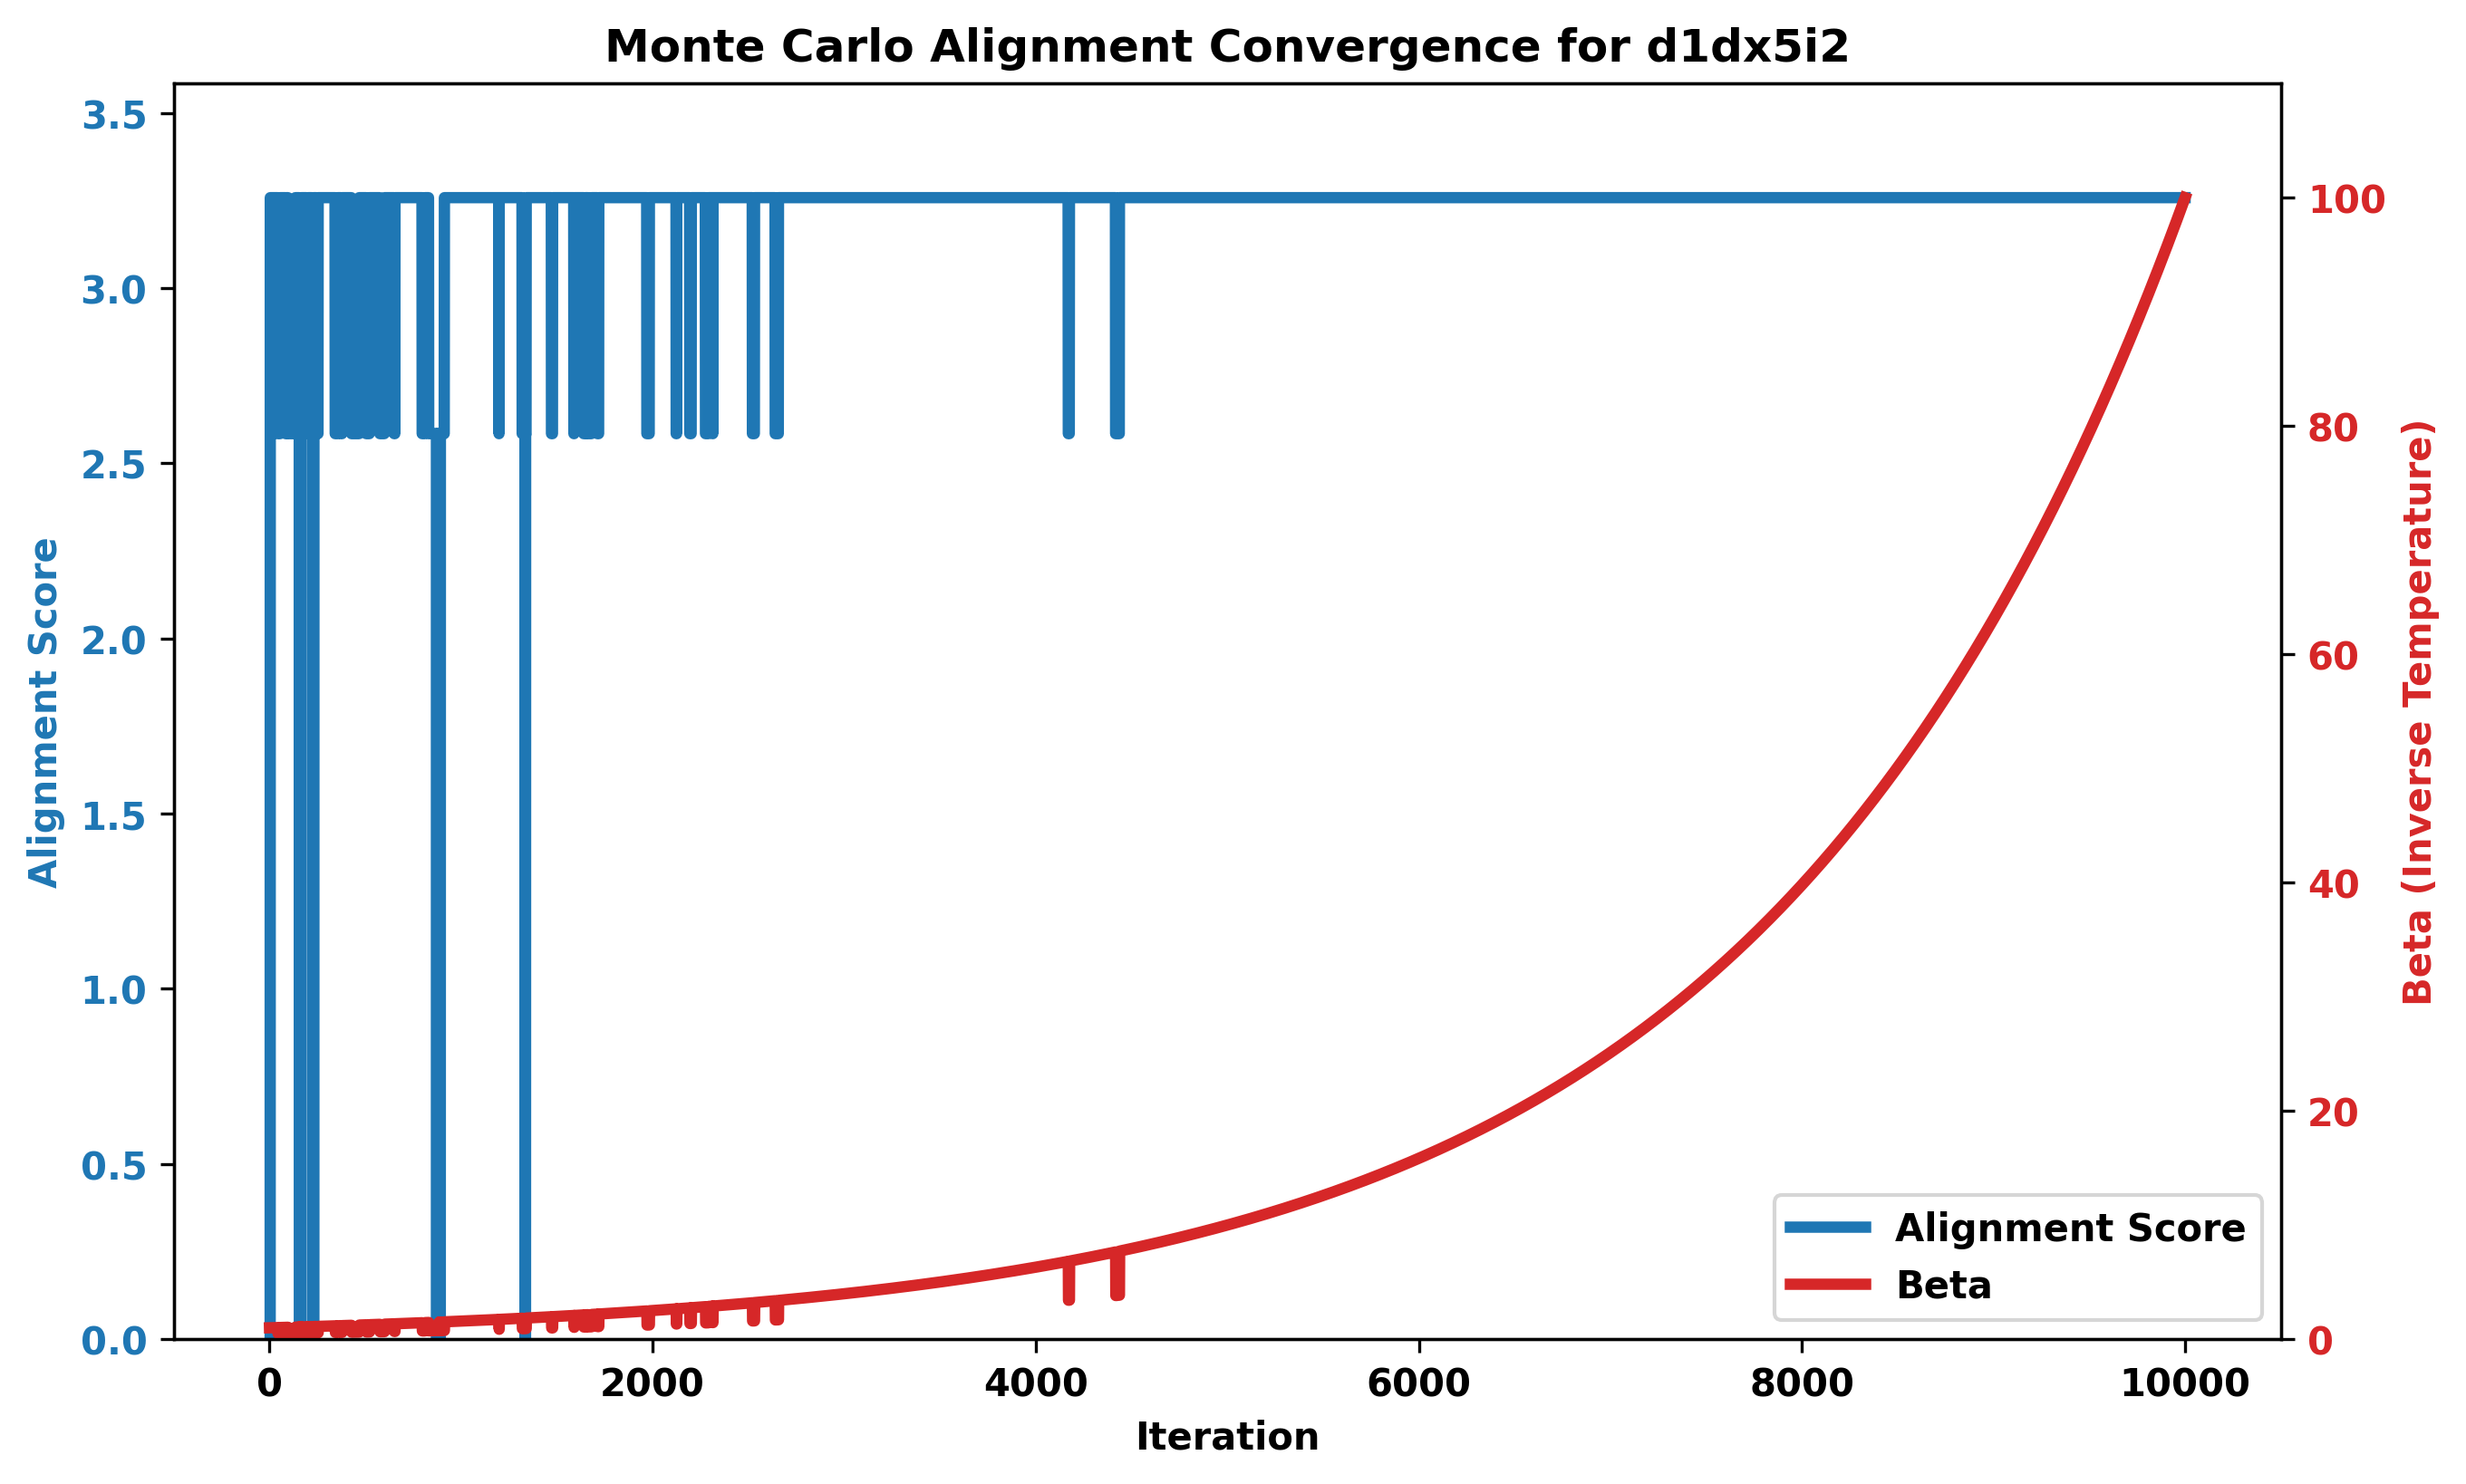 Monte Carlo Alignment Convergence for d1dx5i2
3.5
3.0
2.5
2.0
1.5
1.0
0.5
0.0
Alignment Score
100
80
60
40
20
0
Beta (Inverse Temperature)
Alignment Score
Beta
0 2000 4000 6000 8000 10000
Iteration